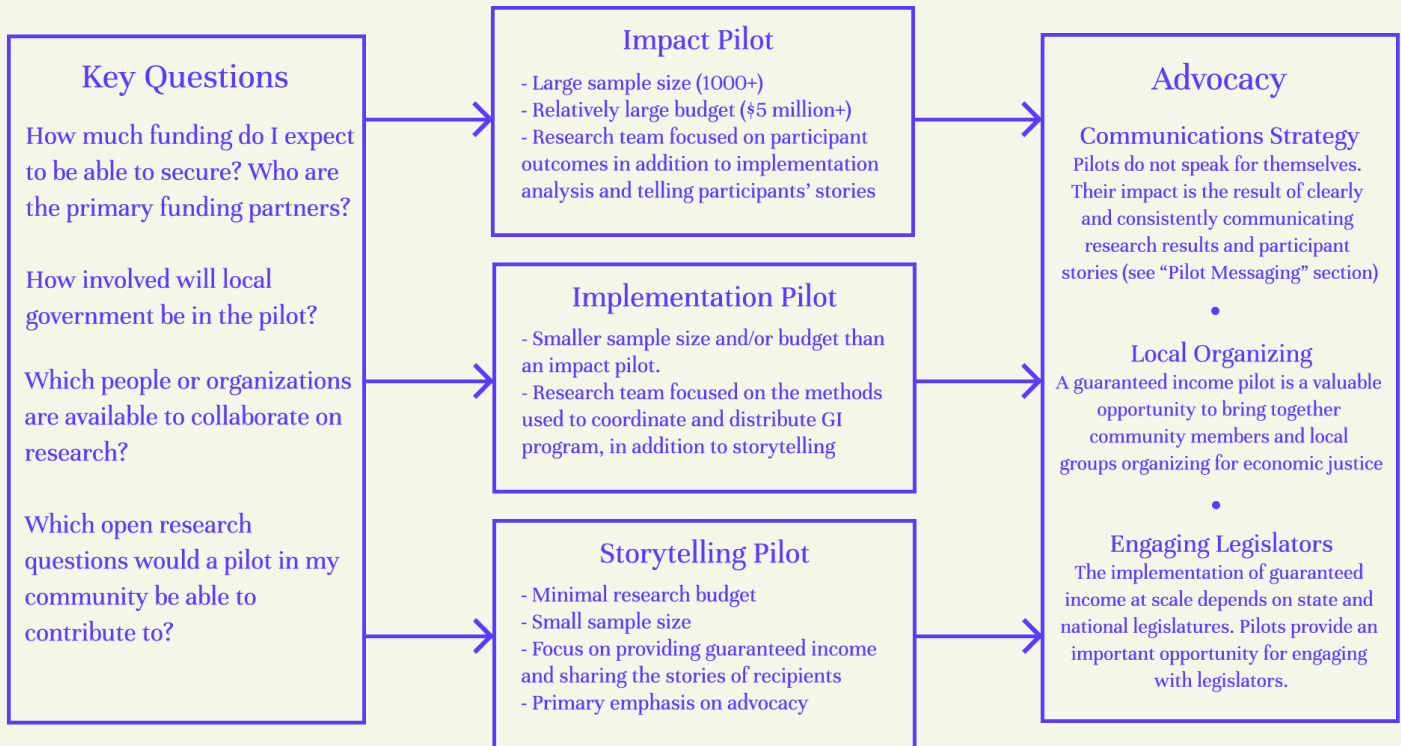 Key Questions
How much funding do I expect
to be able to secure? Who are
the primary funding partners?
How involved will local
government be in the pilot?
Which people or organizations
are available to collaborate on
research?
Which open research
questions would a pilot in my
community be able to
contribute to?
Impact Pilot
- Large sample size (1000+)
- Relatively large budget ($5 million+)
- Research team focused on participant
outcomes in addition to implementation
analysis and telling participants’ stories
Implementation Pilot
- Smaller sample size and/or budget than
an impact pilot.
- Research team focused on the methods
used to coordinate and distribute GI
program, in addition to storytelling
Storytelling Pilot
- Minimal research budget
- Small sample size
- Focus on providing guaranteed income
and sharing the stories of recipients
- Primary emphasis on advocacy
Advocacy
Communications Strategy
Pilots do not speak for themselves.
Their impact is the result of clearly
and consistently communicating
research results and participant
stories (see “Pilot Messaging” section)
•
Local Organizing
A guaranteed income pilot is a valuable
opportunity to bring together
community members and local
groups organizing for economic justice
•
Engaging Legislators
The implementation of guaranteed
income at scale depends on state and
national legislatures. Pilots provide an
important opportunity for engaging
with legislators.